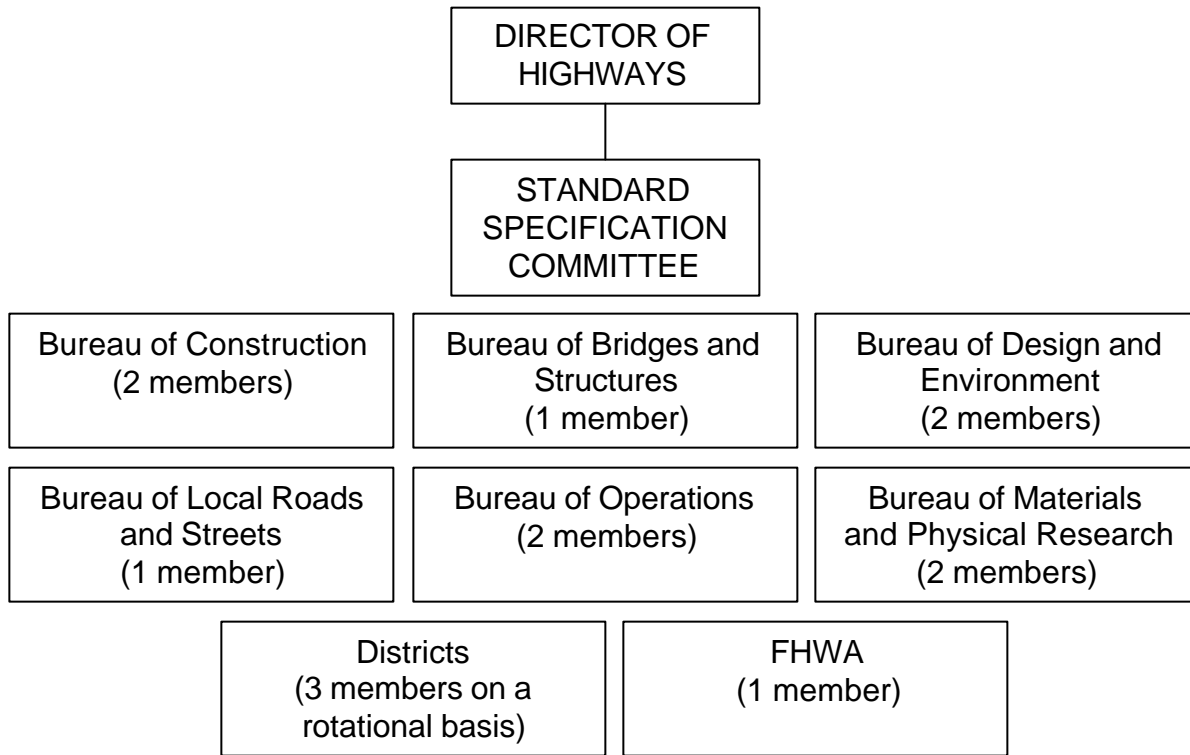 DIRECTOR OF
HIGHWAYS
STANDARD
SPECIFICATION
COMMITTEE
Bureau of Construction
(2 members)
Bureau of Bridges and
Structures
(1 member)
Bureau of Design and
Environment
(2 members)
Bureau of Local Roads
and Streets
(1 member)
Bureau of Operations
(2 members)
Bureau of Materials
and Physical Research
(2 members)
Districts
(3 members on a
rotational basis)
FHWA
(1 member)